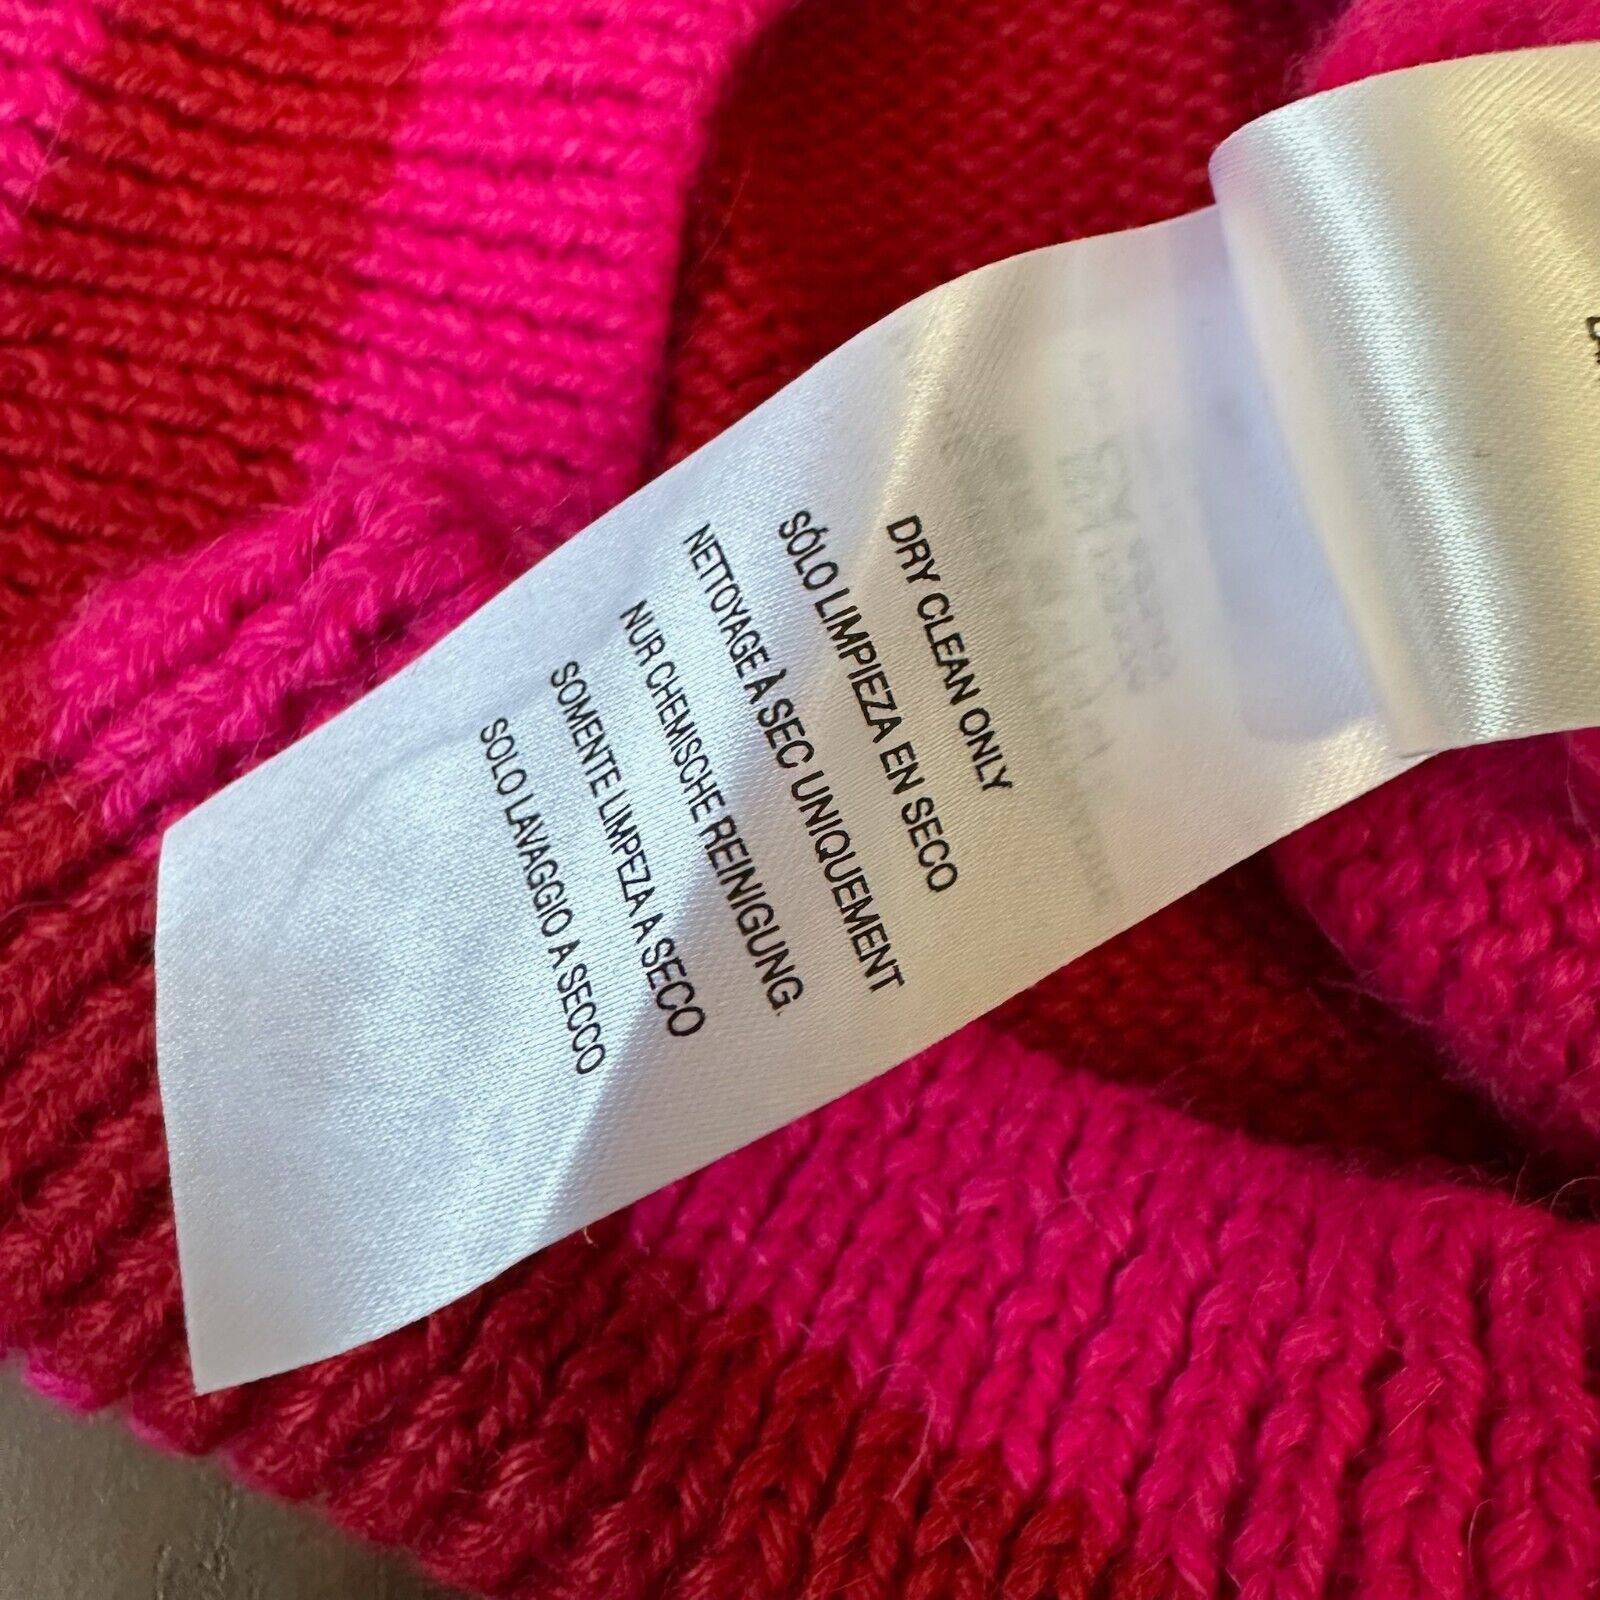 DRY CLEAN ONLY
SÓLO LIMPIEZA EN SECO
NETTOYAGE À SEC UNIQUEMENT
NUR CHEMISCHE REINIGUNG.
SOMENTE LIMPEZA A SECO
SOLO LAVAGGIO A SECCO